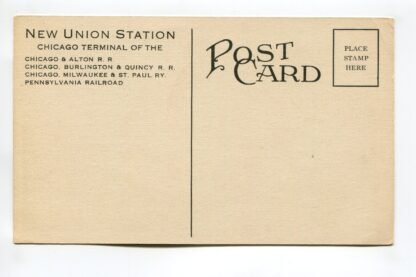 NEW UNION STATION
CHICAGO TERMINAL OF THE
CHICAGO & ALTON R. R.
CHICAGO, BURLINGTON & QUINCY R. R.
CHICAGO, MILWAUKEE & ST. PAUL RY.
PENNSYLVANIA RAILROAD
POST
CARD
PLACE
STAMP
HERE